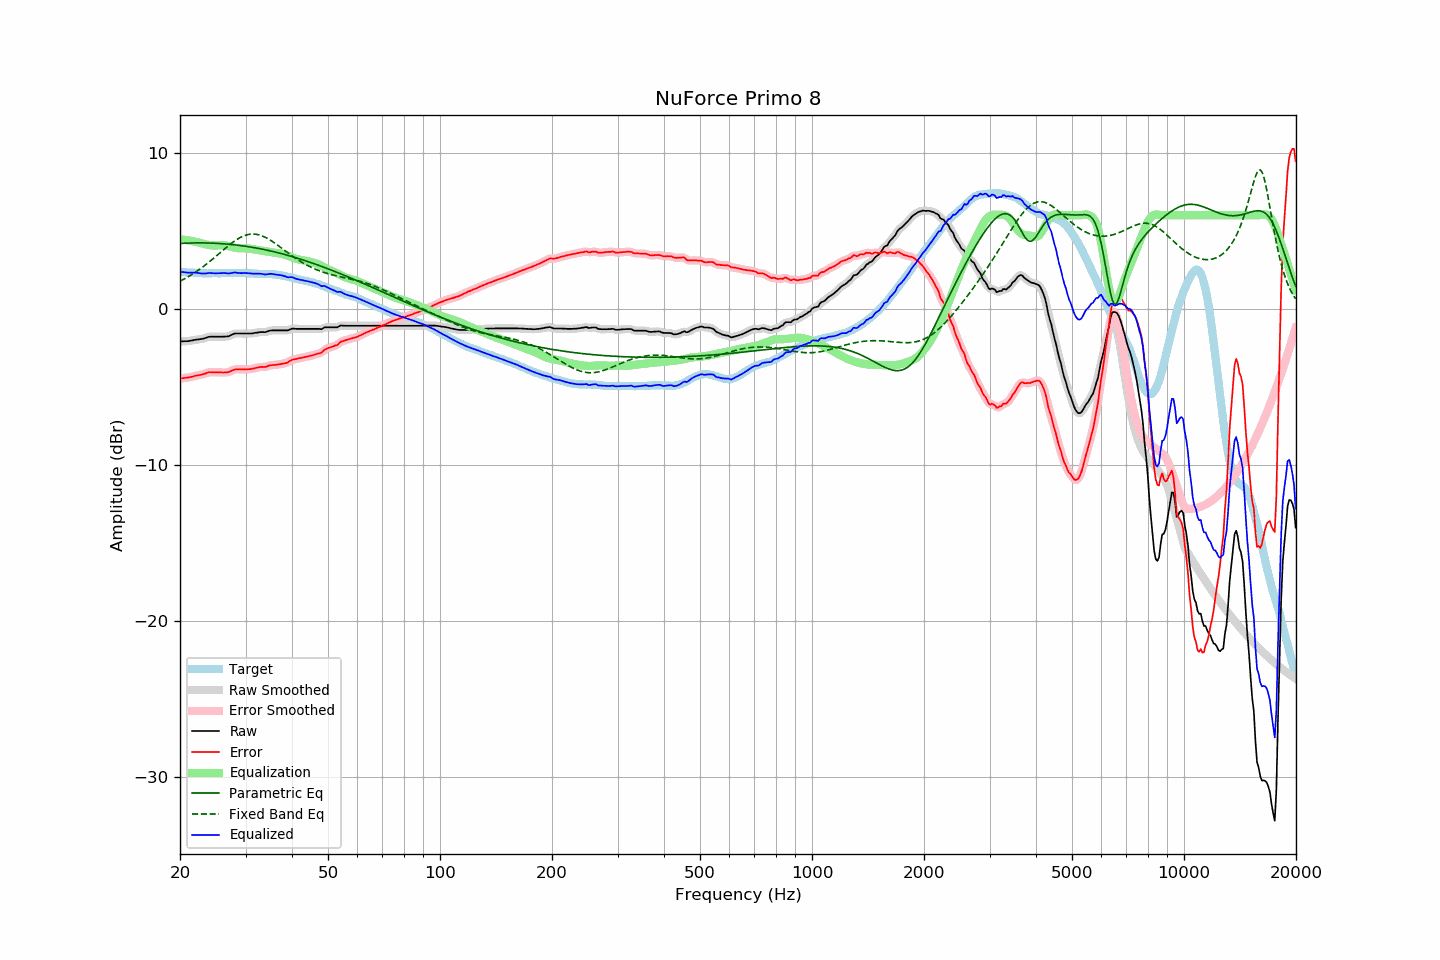 NuForce Primo 8
Amplitude (dBr)
10
0
−10
−20
−30
Target
Raw Smoothed
Error Smoothed
Raw
Error
Equalization
Parametric Eq
Fixed Band Eq
Equalized
20 50 100 200 500 1000 2000 5000 10000 20000
Frequency (Hz)